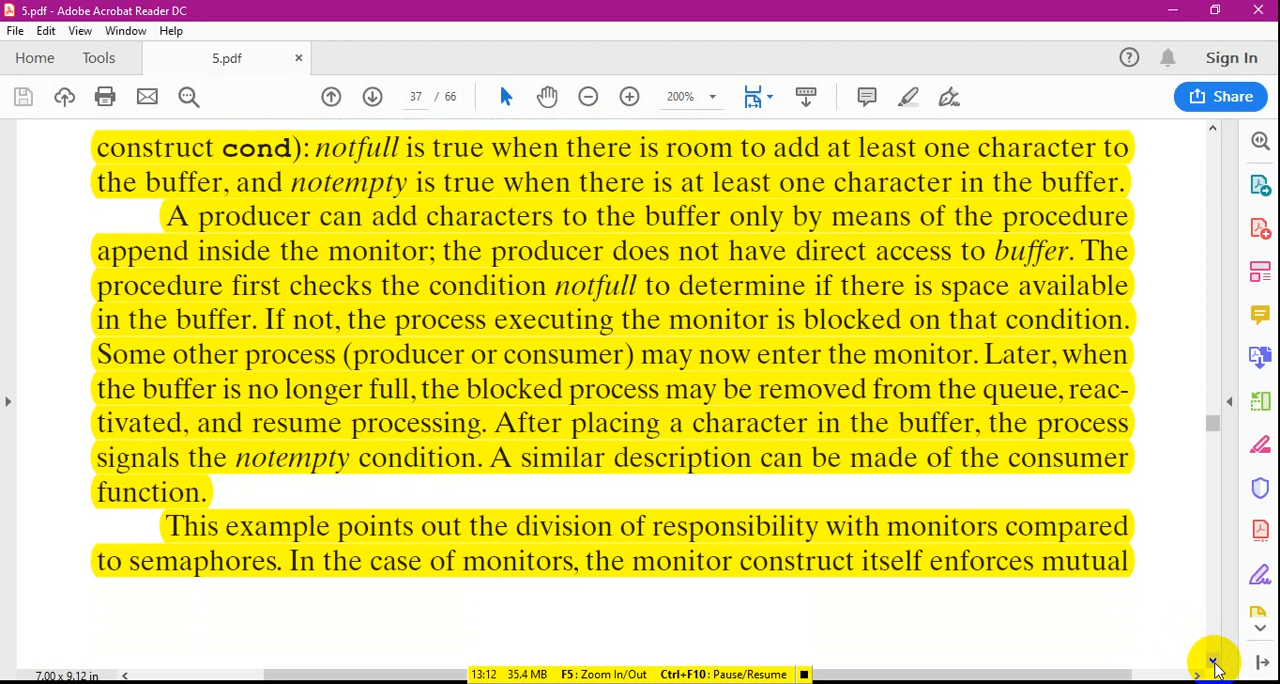 5.pdf - Adobe Acrobat Reader DC
File Edit View Window Help
Home Tools 5.pdf × Sign In
37 / 66 200% Share
construct cond): notfull is true when there is room to add at least one character to
the buffer, and notempty is true when there is at least one character in the buffer.
A producer can add characters to the buffer only by means of the procedure
append inside the monitor; the producer does not have direct access to buffer. The
procedure first checks the condition notfull to determine if there is space available
in the buffer. If not, the process executing the monitor is blocked on that condition.
Some other process (producer or consumer) may now enter the monitor. Later, when
the buffer is no longer full, the blocked process may be removed from the queue, reac-
tivated, and resume processing. After placing a character in the buffer, the process
signals the notempty condition. A similar description can be made of the consumer
function.
This example points out the division of responsibility with monitors compared
to semaphores. In the case of monitors, the monitor construct itself enforces mutual
7.00 x 9.12 in 13:12 35.4 MB F5: Zoom In/Out Ctrl+F10: Pause/Resume